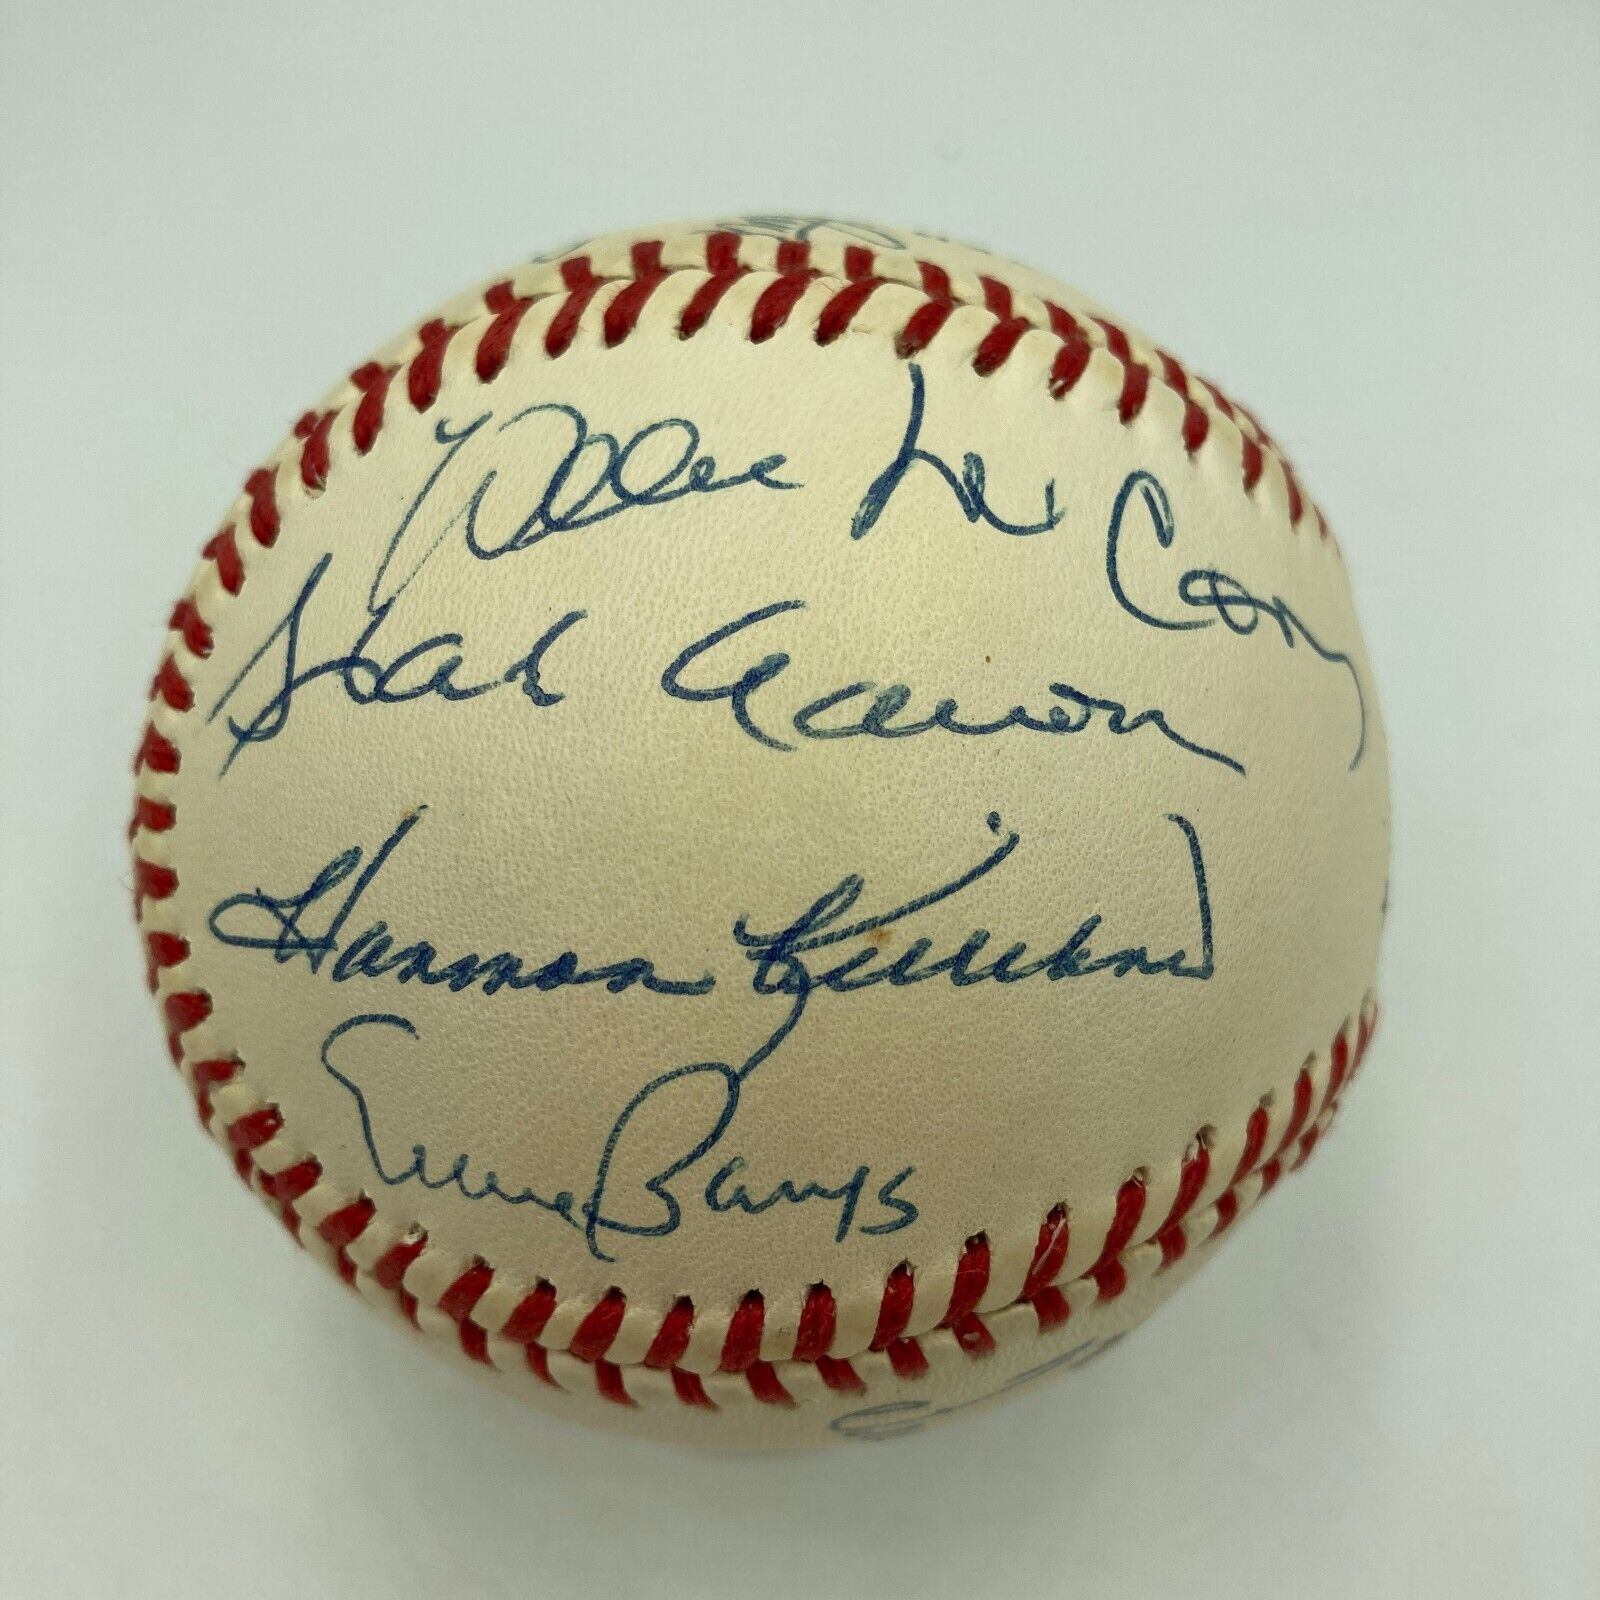 Willie McCovey
Hank Aaron
Harmon Killebrew
Ernie Banks